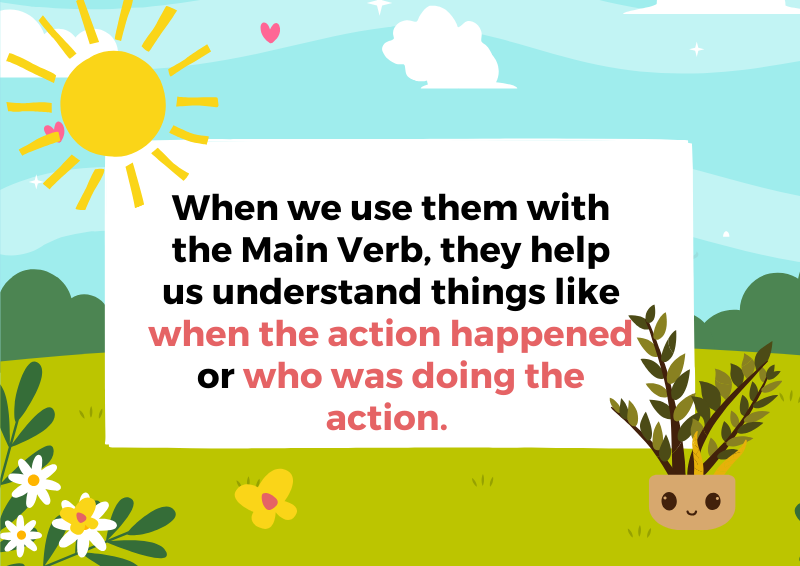 When we use them with
the Main Verb, they help
us understand things like
when the action happened
or who was doing the
action.